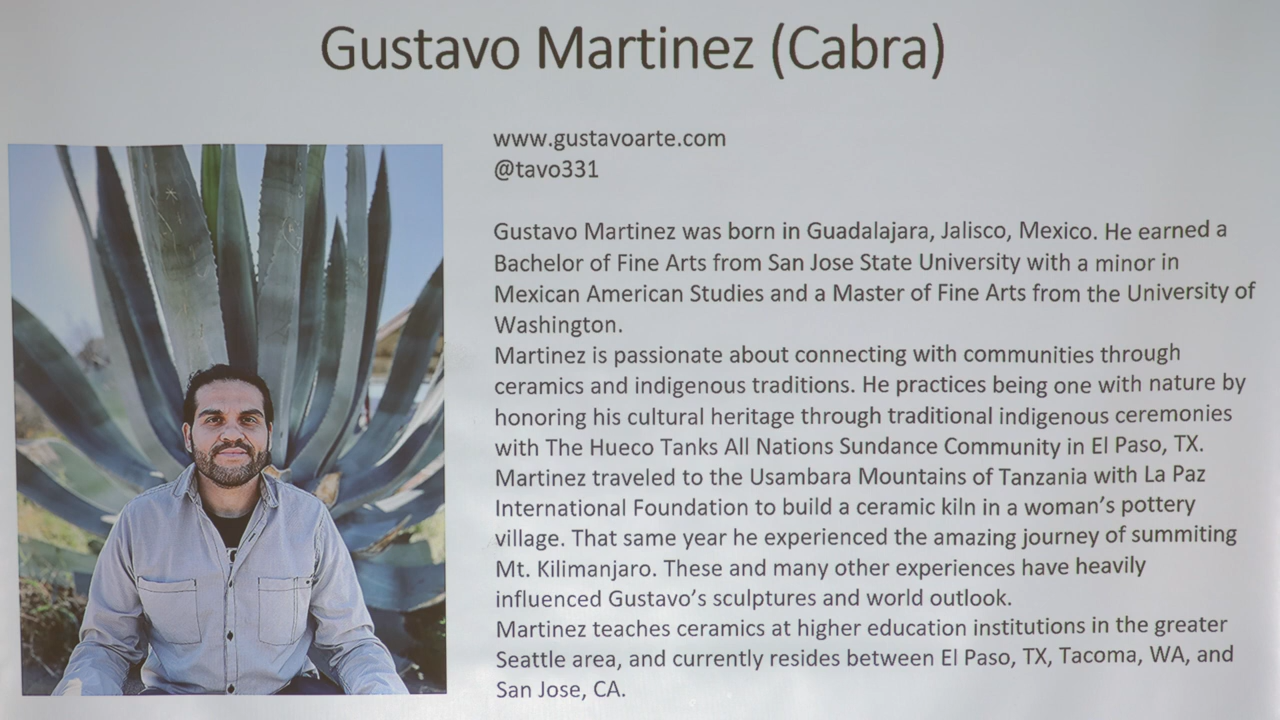 Gustavo Martinez (Cabra)
www.gustavoarte.com
@tavo331
Gustavo Martinez was born in Guadalajara, Jalisco, Mexico. He earned a
Bachelor of Fine Arts from San Jose State University with a minor in
Mexican American Studies and a Master of Fine Arts from the University of
Washington.
Martinez is passionate about connecting with communities through
ceramics and indigenous traditions. He practices being one with nature by
honoring his cultural heritage through traditional indigenous ceremonies
with The Hueco Tanks All Nations Sundance Community in El Paso, TX.
Martinez traveled to the Usambara Mountains of Tanzania with La Paz
International Foundation to build a ceramic kiln in a woman’s pottery
village. That same year he experienced the amazing journey of summiting
Mt. Kilimanjaro. These and many other experiences have heavily
influenced Gustavo’s sculptures and world outlook.
Martinez teaches ceramics at higher education institutions in the greater
Seattle area, and currently resides between El Paso, TX, Tacoma, WA, and
San Jose, CA.